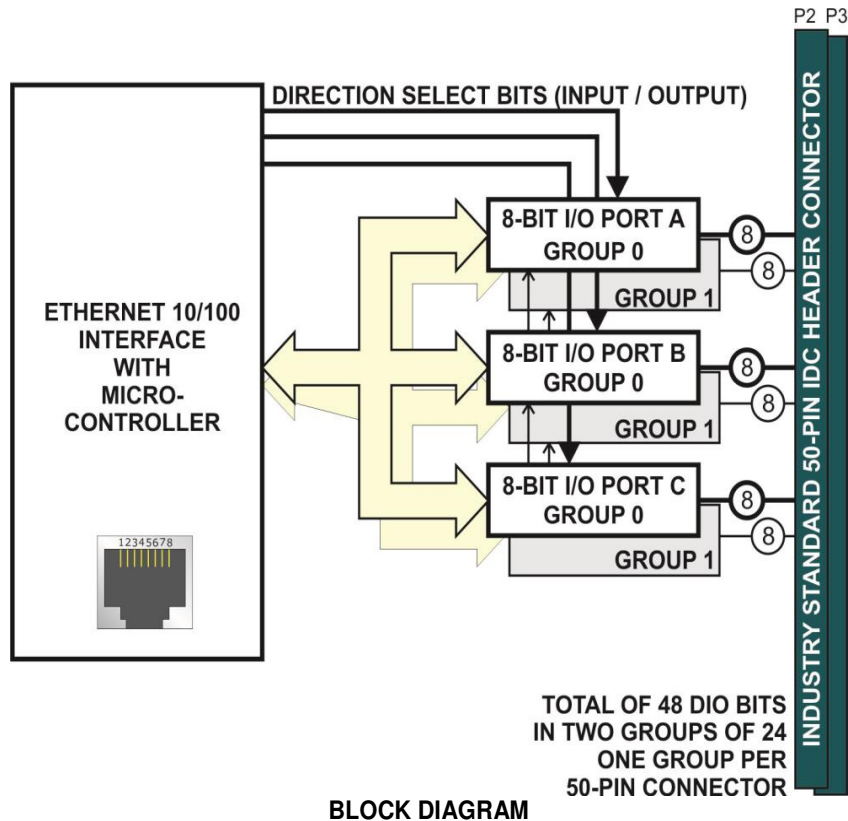 P2 P3
DIRECTION SELECT BITS (INPUT / OUTPUT)
ETHERNET 10/100
INTERFACE
WITH
MICRO-
CONTROLLER
12345678
8-BIT I/O PORT A
GROUP 0
8
8
GROUP 1
8-BIT I/O PORT B
GROUP 0
8
8
GROUP 1
8-BIT I/O PORT C
GROUP 0
8
8
GROUP 1
INDUSTRY STANDARD 50-PIN IDC HEADER CONNECTOR
TOTAL OF 48 DIO BITS
IN TWO GROUPS OF 24
ONE GROUP PER
50-PIN CONNECTOR
BLOCK DIAGRAM